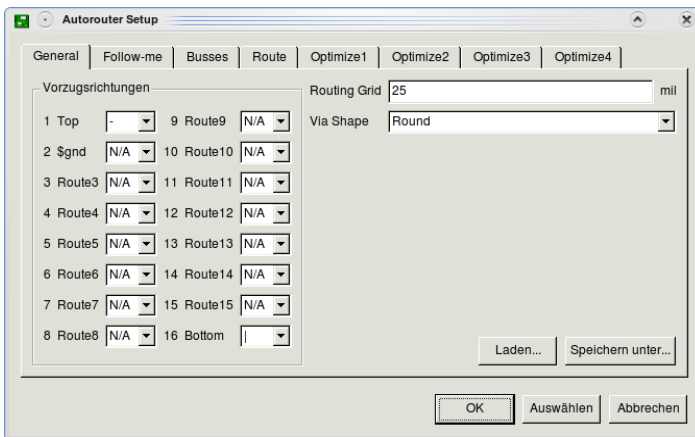 Autorouter Setup
General Follow-me Busses Route Optimize1 Optimize2 Optimize3 Optimize4
Vorzugsrichtungen
1 Top -
2 $gnd N/A
3 Route3 N/A
4 Route4 N/A
5 Route5 N/A
6 Route6 N/A
7 Route7 N/A
8 Route8 N/A
9 Route9 N/A
10 Route10 N/A
11 Route11 N/A
12 Route12 N/A
13 Route13 N/A
14 Route14 N/A
15 Route15 N/A
16 Bottom |
Routing Grid 25 mil
Via Shape Round
Laden... Speichern unter...
OK Auswählen Abbrechen